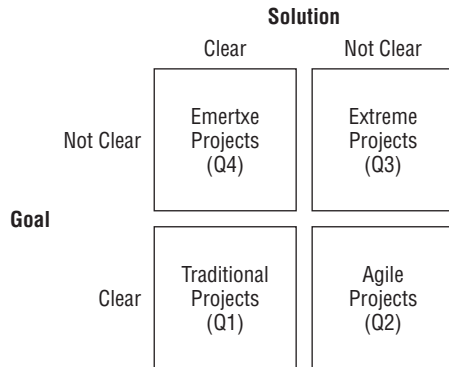 Solution
Clear
Not Clear
Not Clear
Emertxe
Projects
(Q4)
Extreme
Projects
(Q3)
Goal
Clear
Traditional
Projects
(Q1)
Agile
Projects
(Q2)